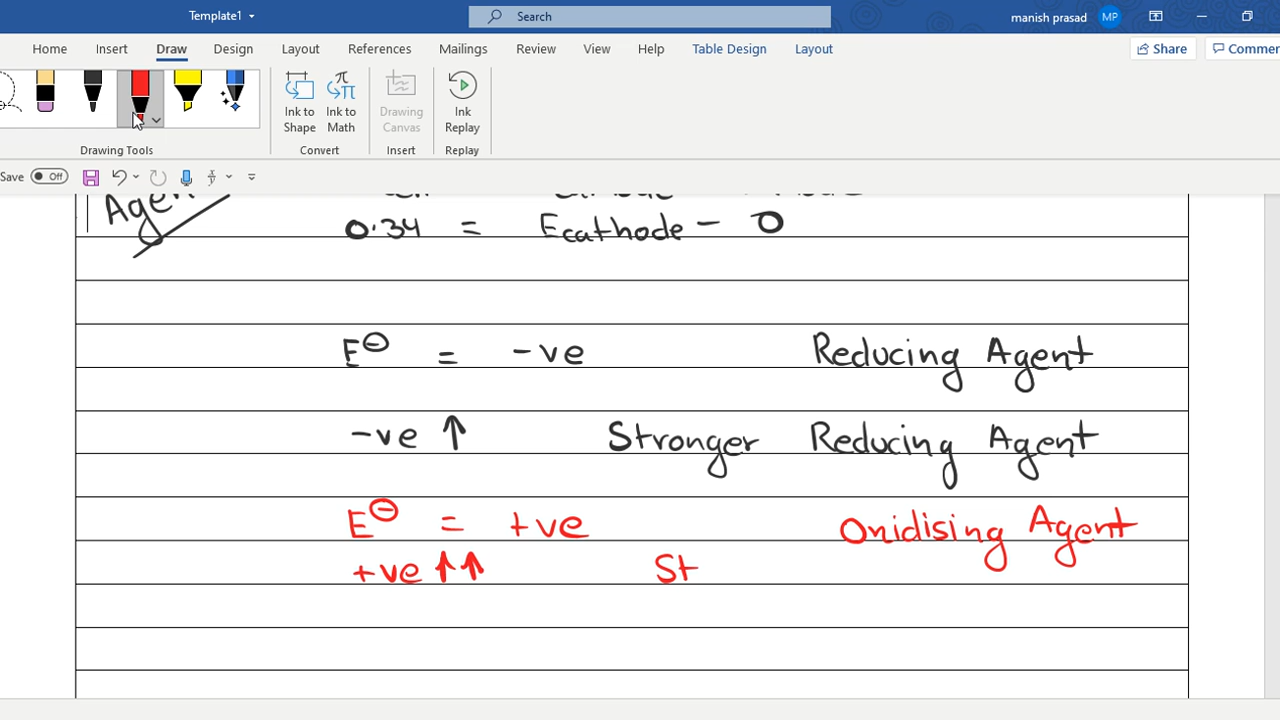 Template1
Search
manish prasad MP
Home Insert Draw Design Layout References Mailings Review View Help Table Design Layout Share Comme
Ink to Shape Ink to Math Drawing Canvas Ink Replay
Drawing Tools Convert Insert Replay
Save Off
Agent
0.34 = Ecathode - 0
E⊖ = -ve Reducing Agent
-ve ↑ Stronger Reducing Agent
E⊖ = +ve Onidising Agent
+ve ↑↑ St